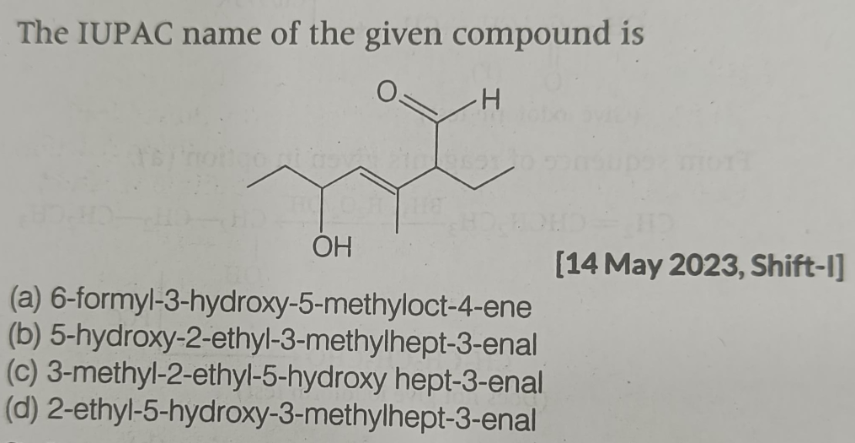 The IUPAC name of the given compound is
O
H
OH
[14 May 2023, Shift-I]
(a) 6-formyl-3-hydroxy-5-methyloct-4-ene
(b) 5-hydroxy-2-ethyl-3-methylhept-3-enal
(c) 3-methyl-2-ethyl-5-hydroxy hept-3-enal
(d) 2-ethyl-5-hydroxy-3-methylhept-3-enal